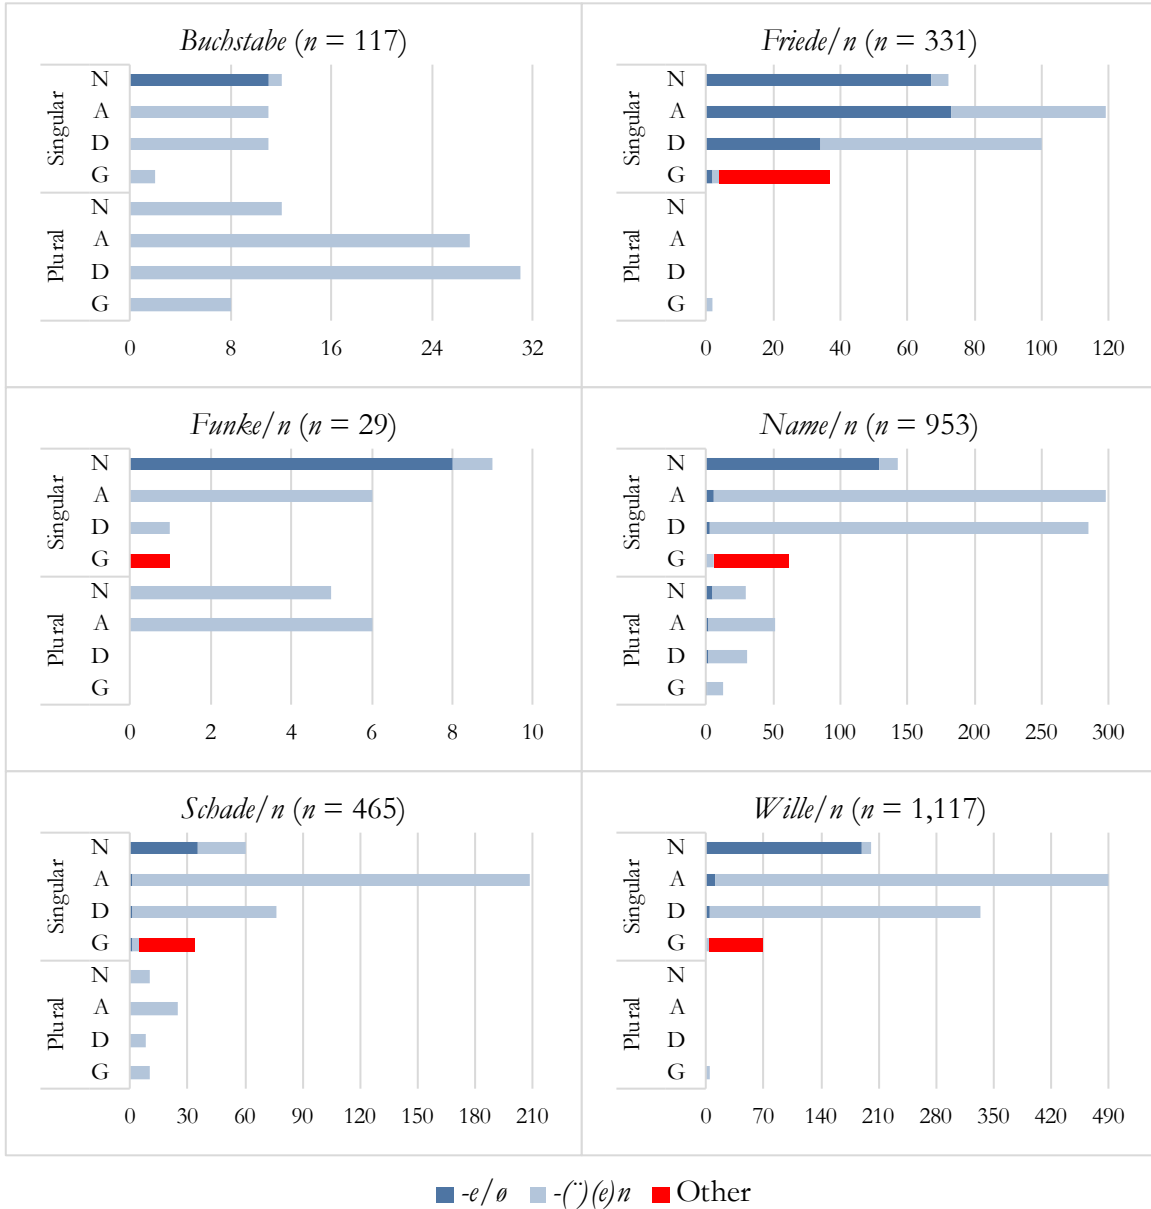 Buchstabe (n = 117)
Singular
N
A
D
G
Plural
N
A
D
G
0 8 16 24 32
Friede/n (n = 331)
Singular
N
A
D
G
Plural
N
A
D
G
0 20 40 60 80 100 120
Funke/n (n = 29)
Singular
N
A
D
G
Plural
N
A
D
G
0 2 4 6 8 10
Name/n (n = 953)
Singular
N
A
D
G
Plural
N
A
D
G
0 50 100 150 200 250 300
Schade/n (n = 465)
Singular
N
A
D
G
Plural
N
A
D
G
0 30 60 90 120 150 180 210
Wille/n (n = 1,117)
Singular
N
A
D
G
Plural
N
A
D
G
0 70 140 210 280 350 420 490
-e/ø -(¨)(e)n Other